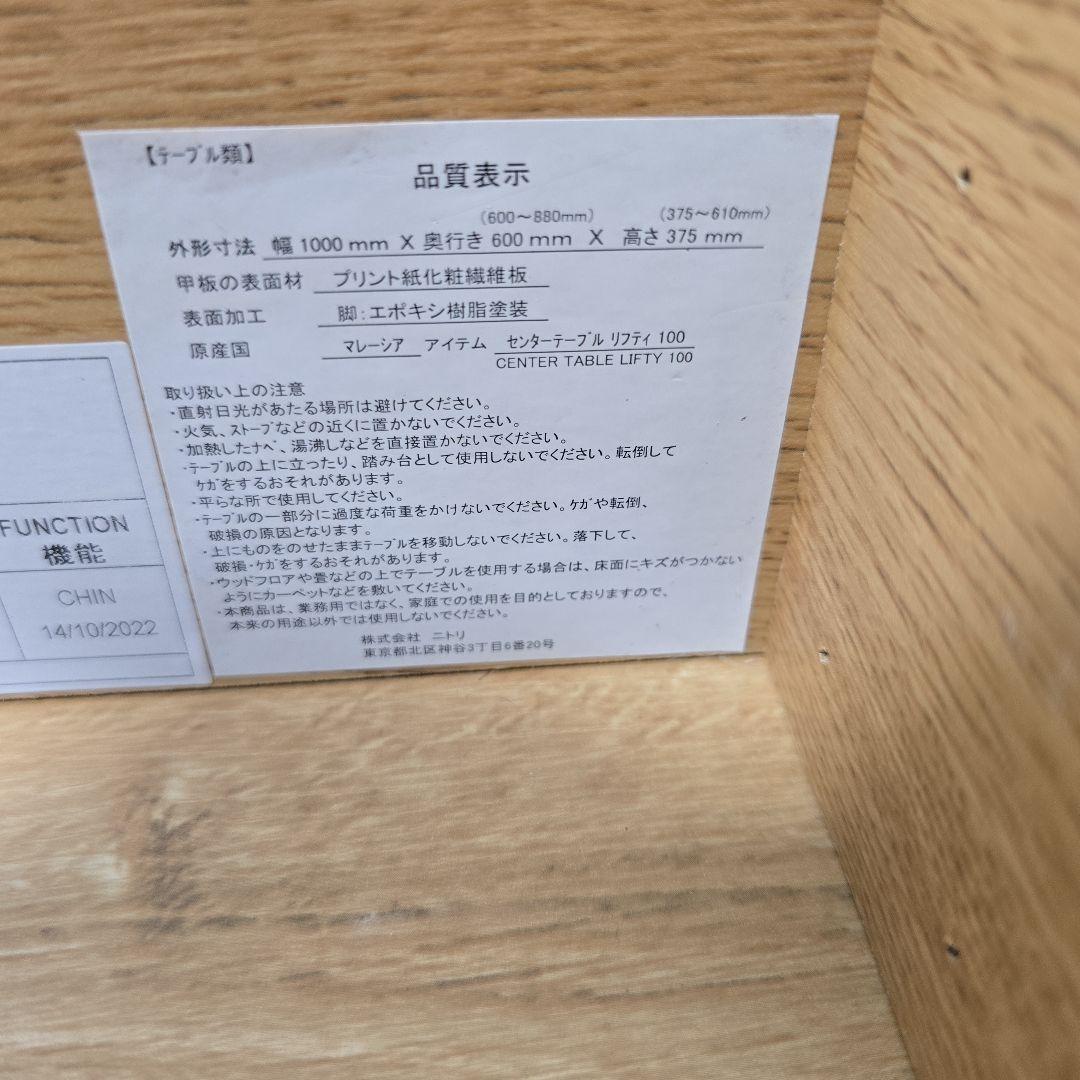 【テーブル類】
品質表示
（600～880mm） （375～610mm）
外形寸法 幅 1000 mm X 奥行き 600 mm X 高さ 375 mm
甲板の表面材 プリント紙化粧繊維板
表面加工 脚：エポキシ樹脂塗装
原産国 マレーシア アイテム センターテーブル リフティ 100
CENTER TABLE LIFTY 100
取り扱い上の注意
・直射日光があたる場所は避けてください。
・火気、ストーブなどの近くに置かないでください。
・加熱したナベ、湯沸しなどを直接置かないでください。
・テーブルの上に立ったり、踏み台として使用しないでください。転倒して
ケガをするおそれがあります。
・平らな所で使用してください。
・テーブルの一部分に過度な荷重をかけないでください。ケガや転倒、
破損の原因となります。
・上にものをのせたままテーブルを移動しないでください。落下して、
破損・ケガをするおそれがあります。
・ウッドフロアや畳などの上でテーブルを使用する場合は、床面にキズがつかない
ようにカーペットなどを敷いてください。
・本商品は、業務用ではなく、家庭での使用を目的としておりますので、
本来の用途以外では使用しないでください。
株式会社 ニトリ
東京都北区神谷3丁目6番20号
FUNCTION
機能
CHIN
14/10/2022